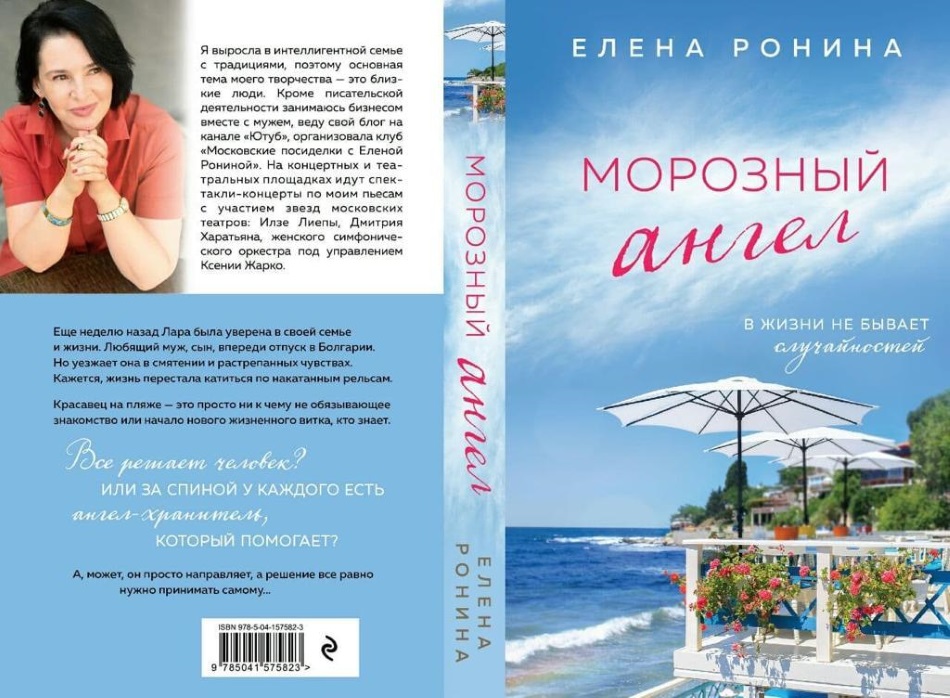 Я выросла в интеллигентной семье
с традициями, поэтому основная
тема моего творчества — это близ-
кие люди. Кроме писательской
деятельности занимаюсь бизнесом
вместе с мужем, веду свой блог на
канале «Ютуб», организовала клуб
«Московские посиделки с Еленой
Рониной». На концертных и теа-
тральных площадках идут спек-
такли-концерты по моим пьесам
с участием звезд московских
театров: Илзе Лиепы, Дмитрия
Харатьяна, женского симфониче-
ского оркестра под управлением
Ксении Жарко.
Еще неделю назад Лара была уверена в своей семье
и жизни. Любящий муж, сын, впереди отпуск в Болгарии.
Но уезжает она в смятении и растрепанных чувствах.
Кажется, жизнь перестала катиться по накатанным рельсам.
Красавец на пляже — это просто ни к чему не обязывающее
знакомство или начало нового жизненного витка, кто знает.
Все решает человек?
ИЛИ ЗА СПИНОЙ У КАЖДОГО ЕСТЬ
ангел-хранитель,
КОТОРЫЙ ПОМОГАЕТ?
А, может, он просто направляет, а решение все равно
нужно принимать самому...
ISBN 978-5-04-157582-3
9 785041 575823 >
МОРОЗНЫЙ ангел
ЕЛЕНА
РОНИНА
ЕЛЕНА РОНИНА
МОРОЗНЫЙ
ангел
В ЖИЗНИ НЕ БЫВАЕТ
случайностей